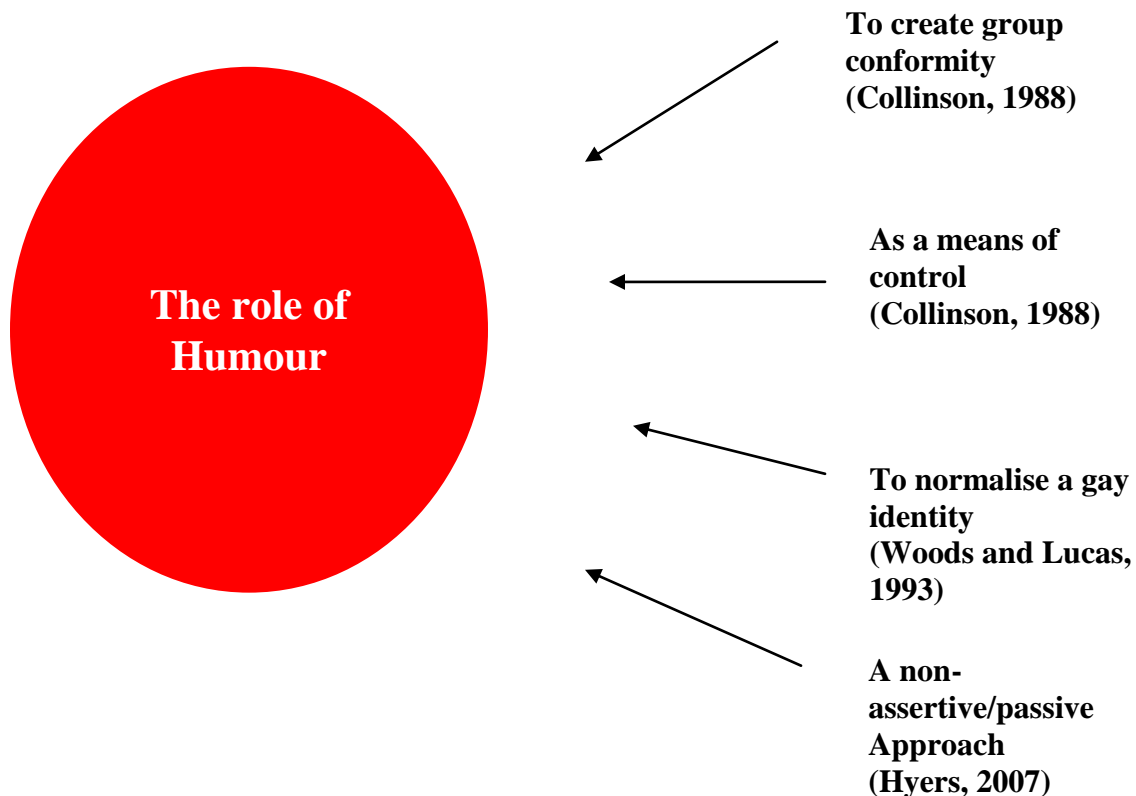 The role of
Humour
To create group
conformity
(Collinson, 1988)
As a means of
control
(Collinson, 1988)
To normalise a gay
identity
(Woods and Lucas,
1993)
A non-
assertive/passive
Approach
(Hyers, 2007)